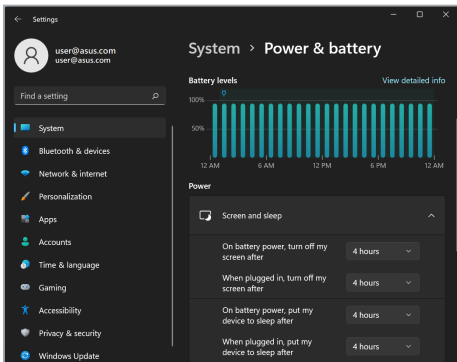 Settings
user@asus.com
user@asus.com
Find a setting
System
Bluetooth & devices
Network & internet
Personalization
Apps
Accounts
Time & language
Gaming
Accessibility
Privacy & security
Windows Update
System > Power & battery
Battery levels
View detailed info
100%
50%
12 AM 6 AM 12 PM 6 PM 12 AM
Power
Screen and sleep
On battery power, turn off my
screen after
4 hours
When plugged in, turn off my
screen after
4 hours
On battery power, put my
device to sleep after
4 hours
When plugged in, put my
device to sleep after
4 hours